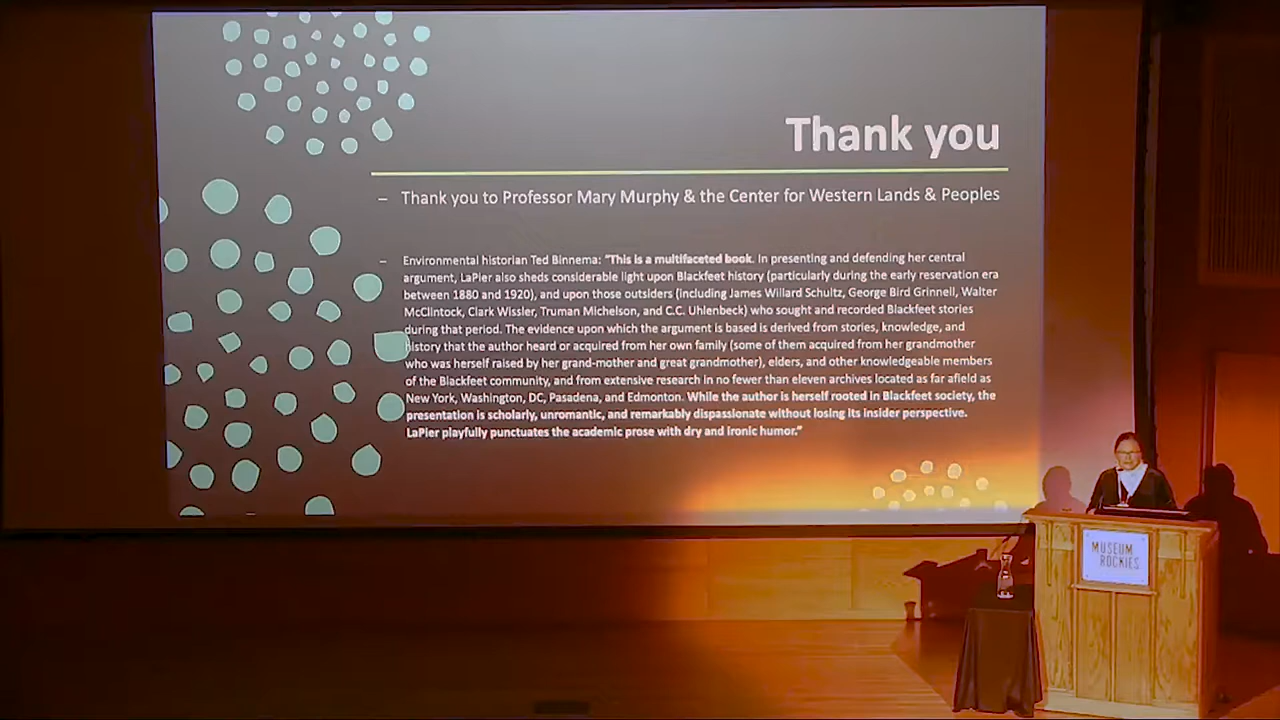 Thank you
– Thank you to Professor Mary Murphy & the Center for Western Lands & Peoples
– Environmental historian Ted Binnema: “This is a multifaceted book. In presenting and defending her central
argument, LaPier also sheds considerable light upon Blackfeet history (particularly during the early reservation era
between 1880 and 1920), and upon those outsiders (including James Willard Schultz, George Bird Grinnell, Walter
McClintock, Clark Wissler, Truman Michelson, and C.C. Uhlenbeck) who sought and recorded Blackfeet stories
during that period. The evidence upon which the argument is based is derived from stories, knowledge, and
history that the author heard or acquired from her own family (some of them acquired from her grandmother
who was herself raised by her grand-mother and great grandmother), elders, and other knowledgeable members
of the Blackfeet community, and from extensive research in no fewer than eleven archives located as far afield as
New York, Washington, DC, Pasadena, and Edmonton. While the author is herself rooted in Blackfeet society, the
presentation is scholarly, unromantic, and remarkably dispassionate without losing its insider perspective.
LaPier playfully punctuates the academic prose with dry and ironic humor.”
MUSEUM
ROCKIES